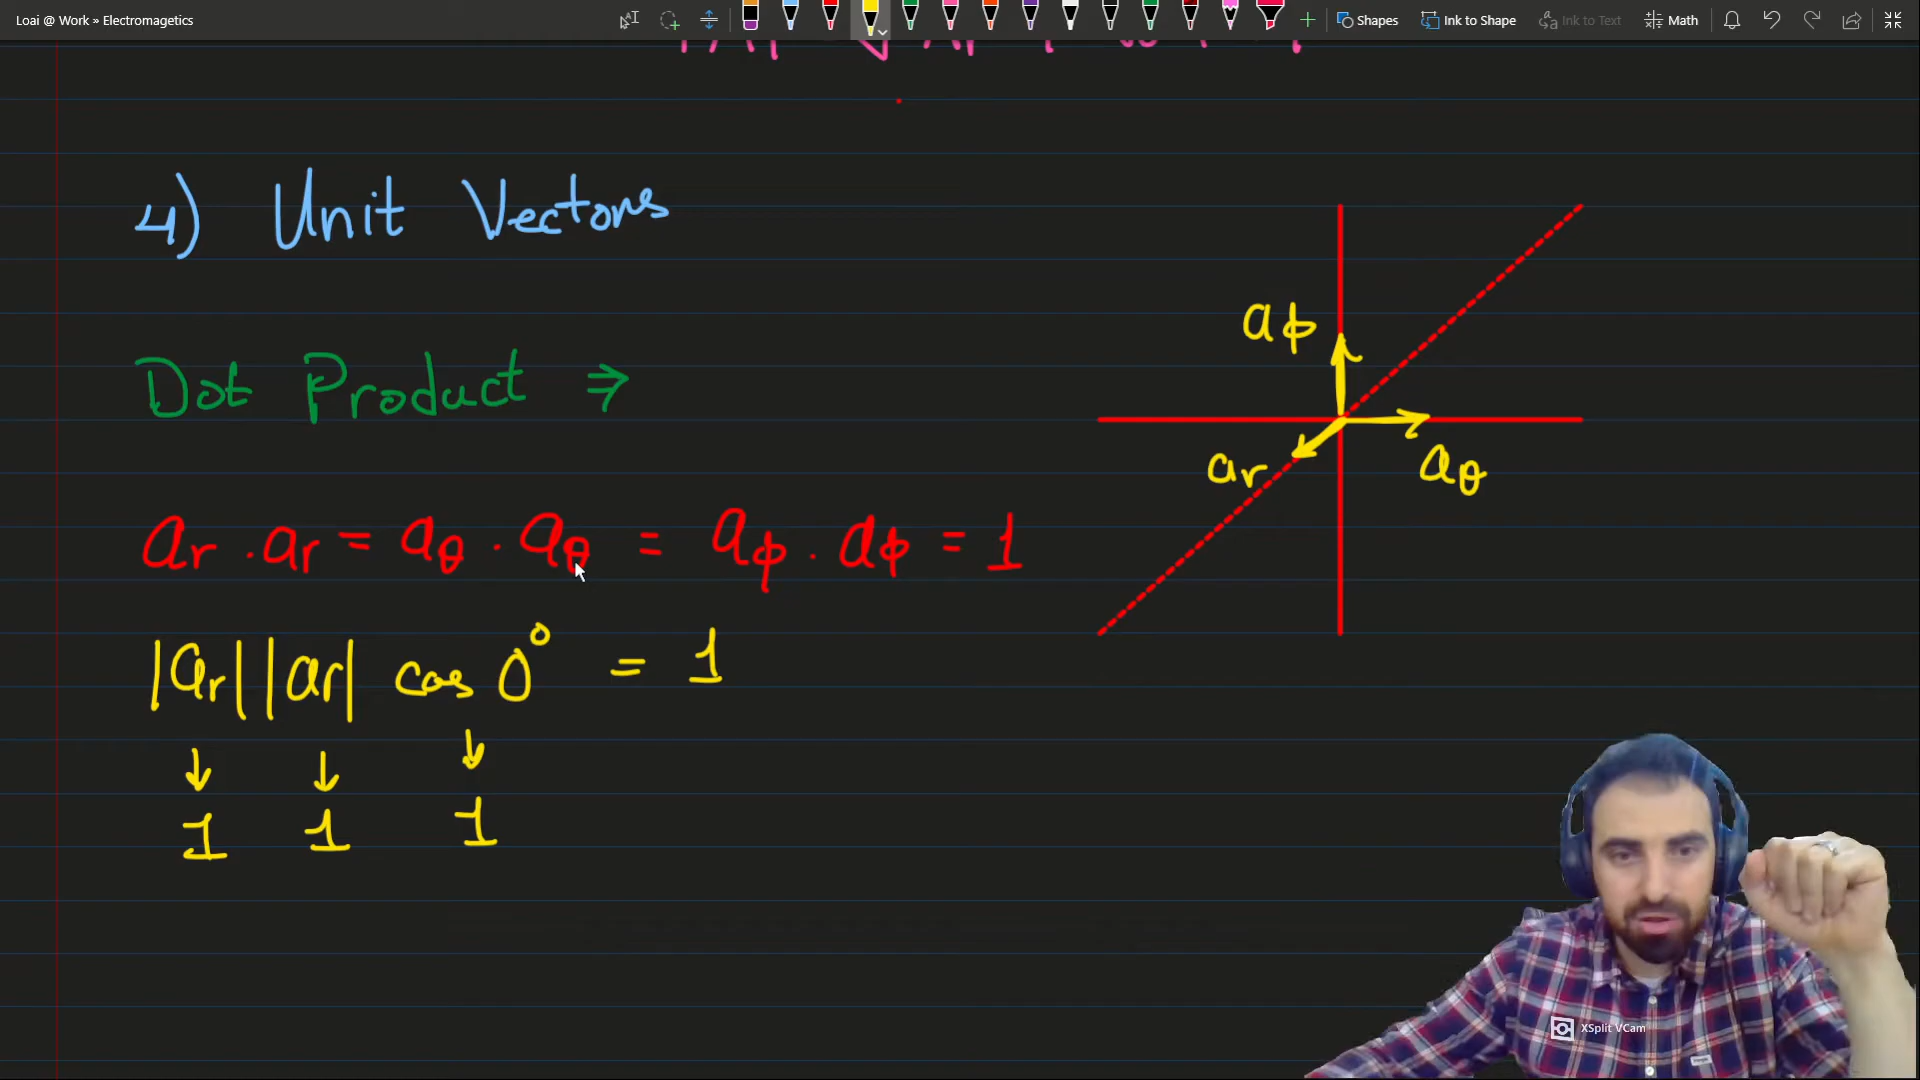 Loai @ Work » Electromagetics
Shapes
Ink to Shape
Ink to Text
Math
4) Unit Vectors
Dot Product ⇒
aϕ
ar
aθ
ar . ar = aθ . aθ = aϕ . aϕ = 1
|ar| |ar| cos 0° = 1
↓ ↓ ↓
1 1 1
XSplit VCam